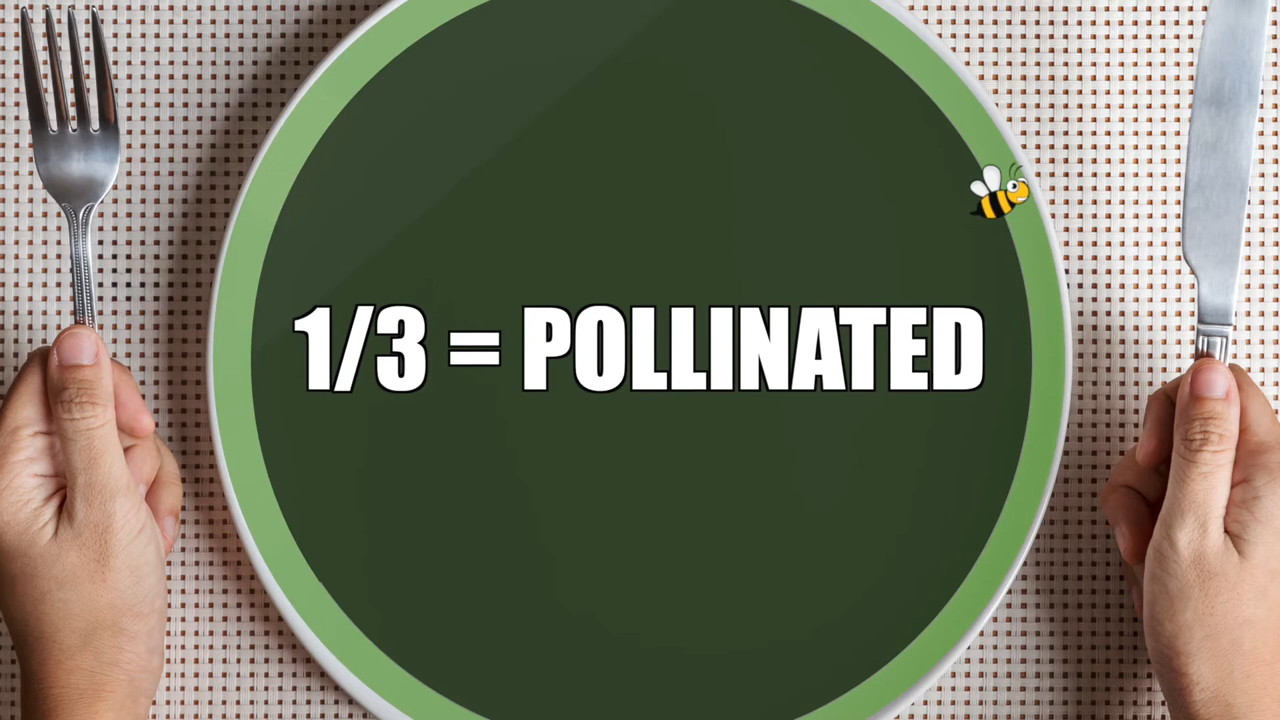 1/3 = POLLINATED